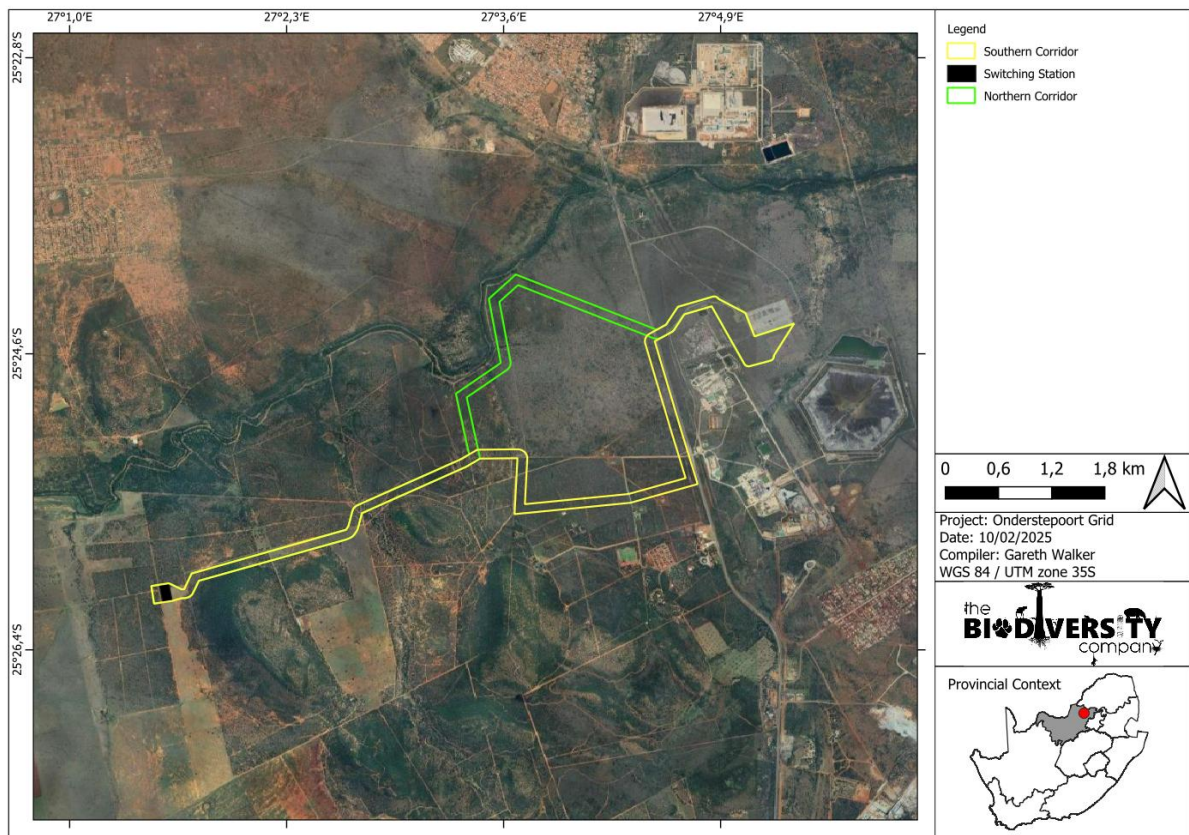 27°1,0'E 27°2,3'E 27°3,6'E 27°4,9'E
25°22,8'S
25°24,6'S
25°26,4'S
Legend
Southern Corridor
Switching Station
Northern Corridor
0 0,6 1,2 1,8 km
Project: Onderstepoort Grid
Date: 10/02/2025
Compiler: Gareth Walker
WGS 84 / UTM zone 35S
the
BIODIVERSITY
company
Provincial Context